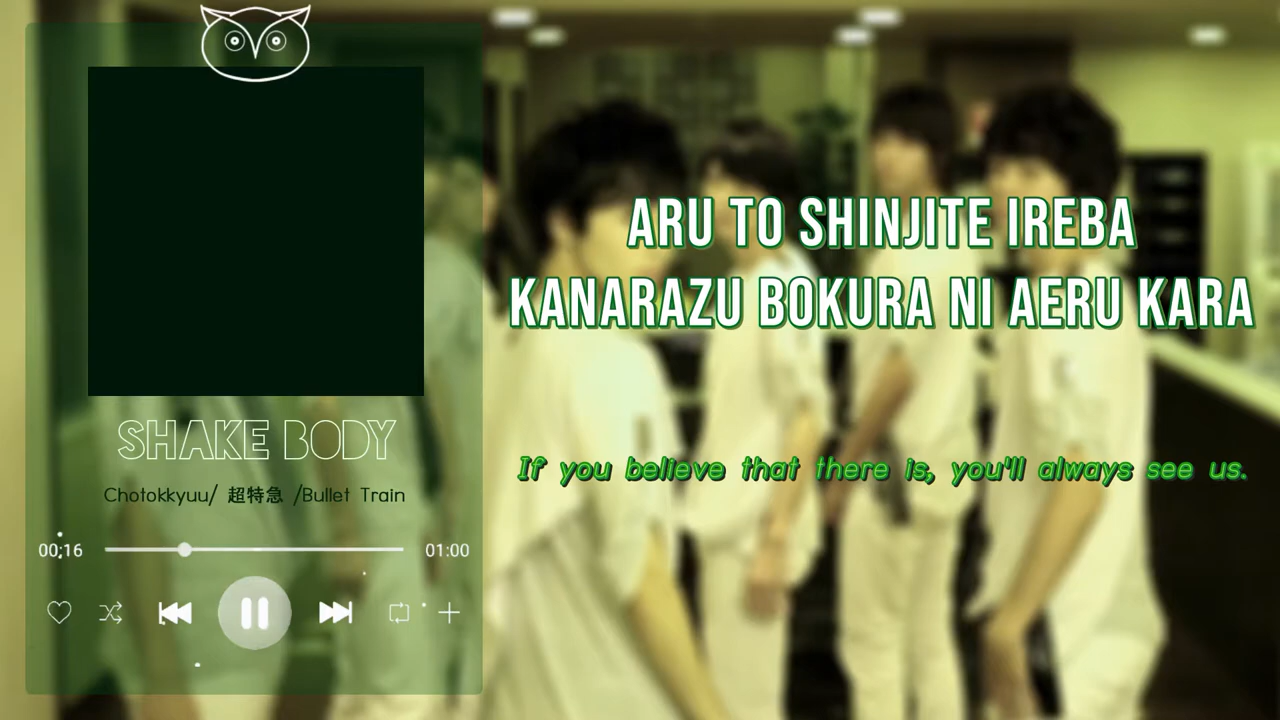 SHAKE BODY
Chotokkyuu/ 超特急 /Bullet Train
00:16
01:00
ARU TO SHINJITE IREBA
KANARAZU BOKURA NI AERU KARA
If you believe that there is, you'll always see us.